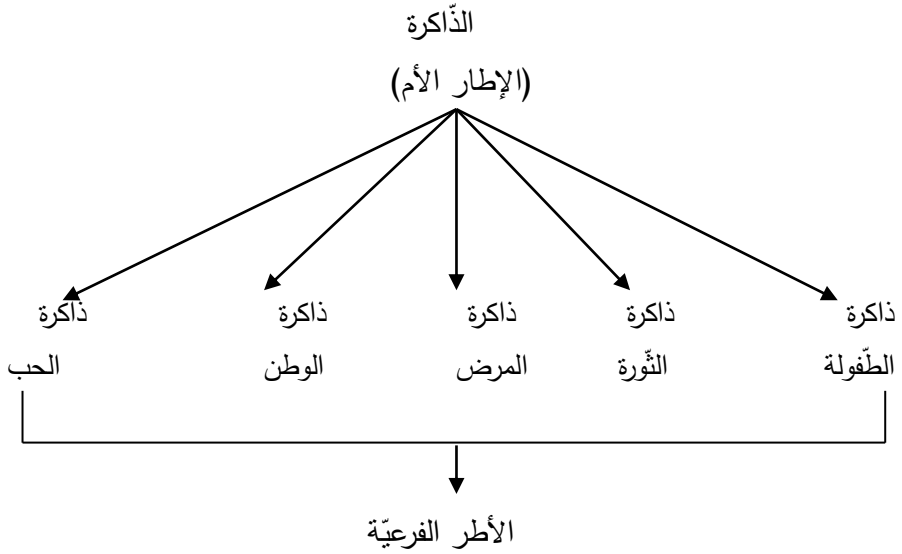 الذّاكرة
(الإطار الأم)
ذاكرة ذاكرة ذاكرة ذاكرة ذاكرة
الطّفولة الثّورة المرض الوطن الحب
الأطر الفرعيّة